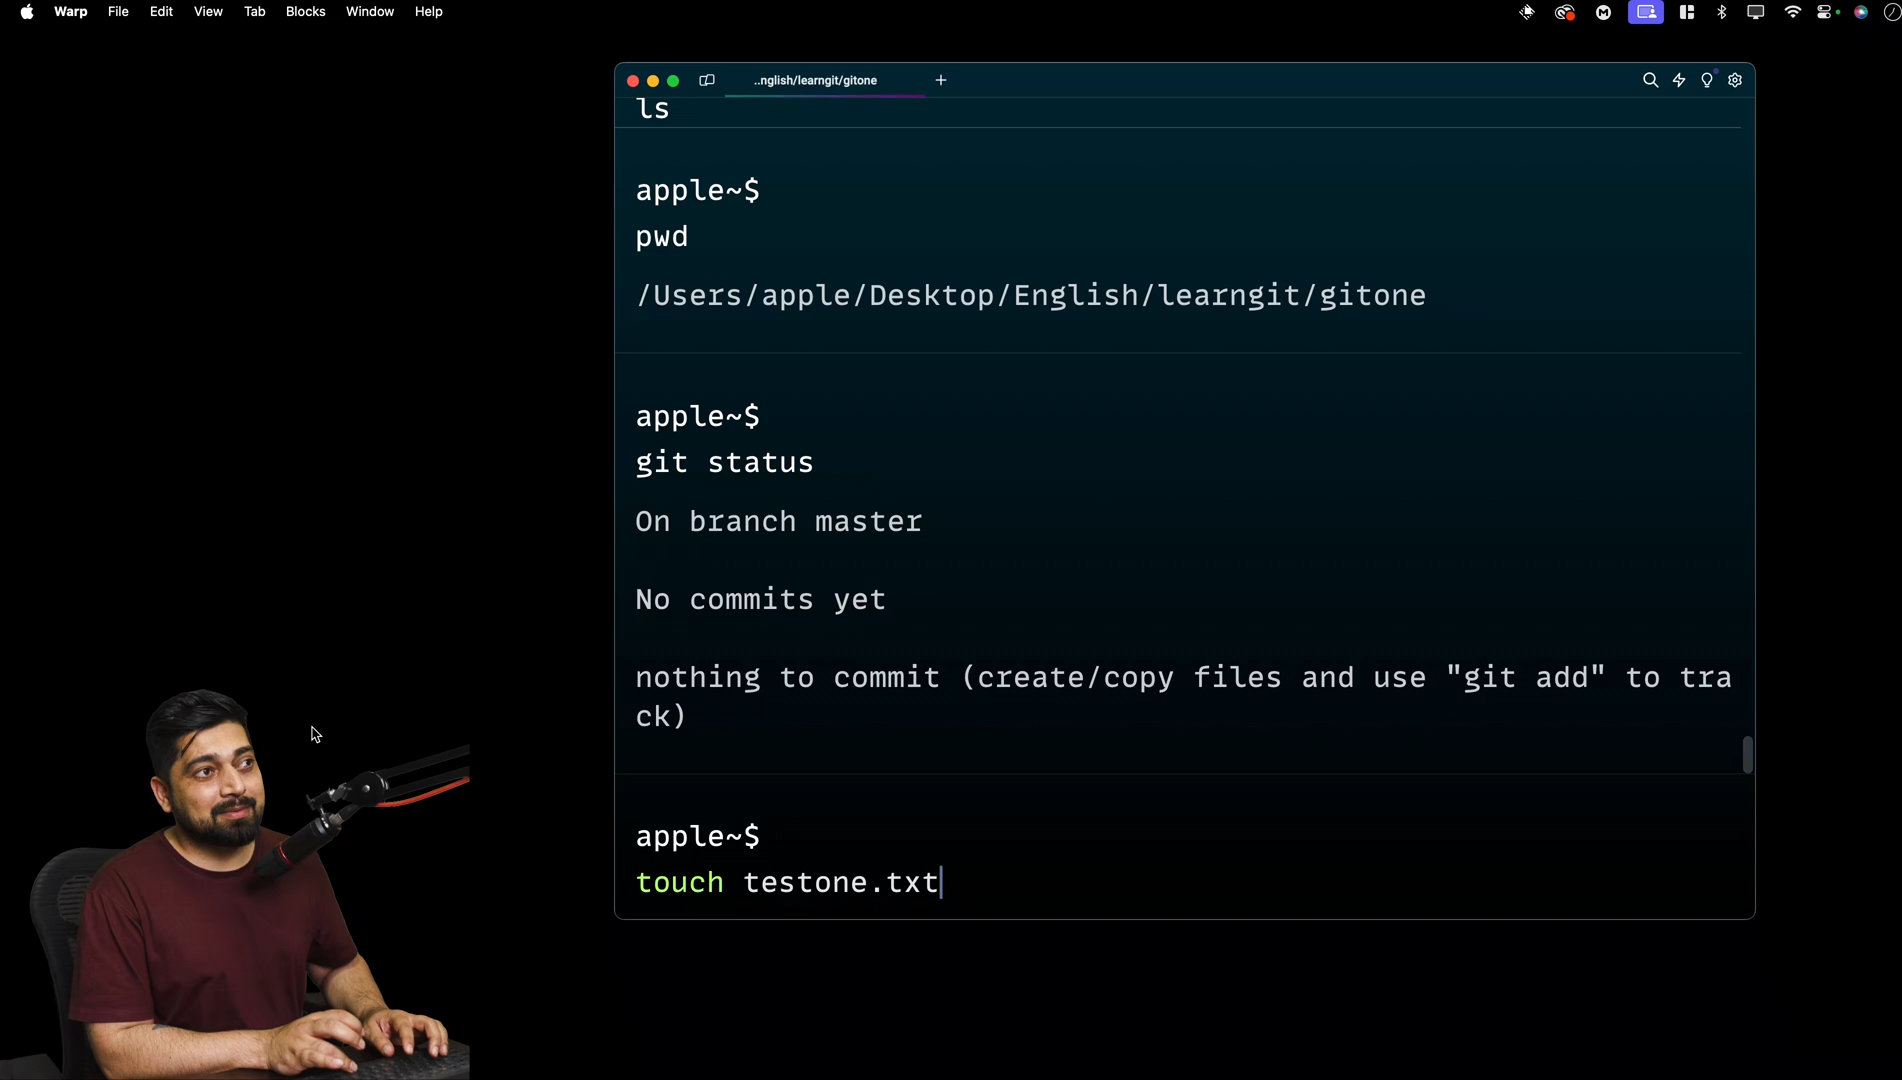 Warp File Edit View Tab Blocks Window Help
..nglish/learngit/gitone
ls
apple~$
pwd
/Users/apple/Desktop/English/learngit/gitone
apple~$
git status
On branch master
No commits yet
nothing to commit (create/copy files and use "git add" to tra
ck)
apple~$
touch testone.txt